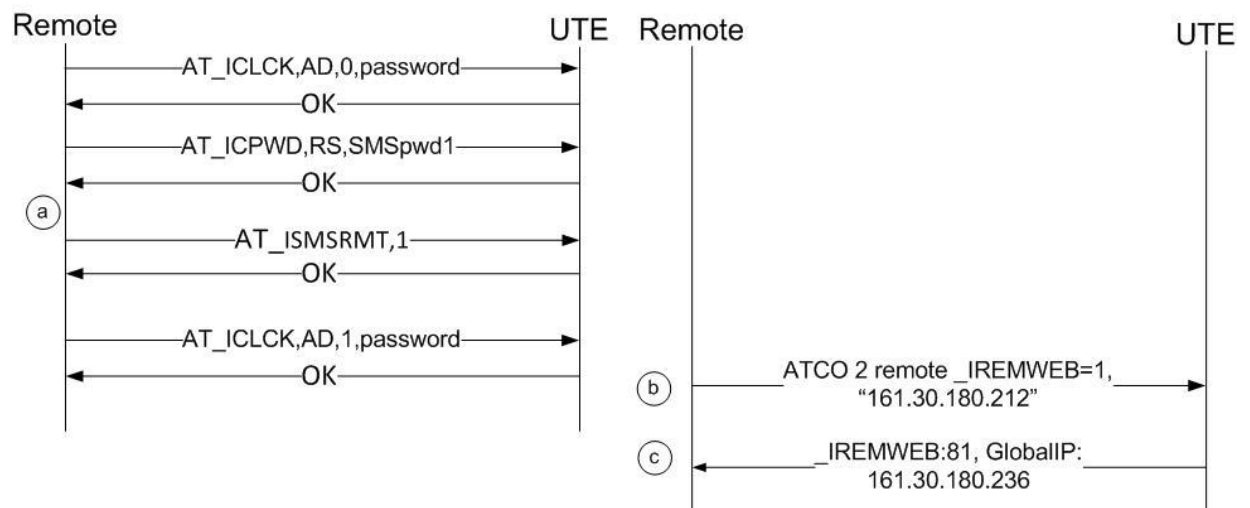 Remote
UTE
AT_ICLCK,AD,0,password
OK
AT_ICPWD,RS,SMSpwd1
OK
a
AT_ISMSRMT,1
OK
AT_ICLCK,AD,1,password
OK
Remote
UTE
b
ATCO 2 remote _IREMWEB=1,
“161.30.180.212”
c
_IREMWEB:81, GlobalIP:
161.30.180.236